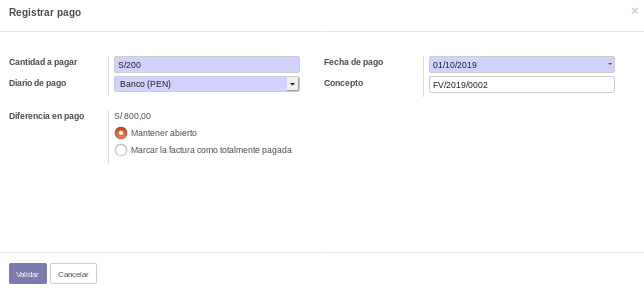 Registrar pago
×
Cantidad a pagar S/200 Fecha de pago 01/10/2019
Diario de pago Banco (PEN) Concepto FV/2019/0002
Diferencia en pago S/ 800,00
Mantener abierto
Marcar la factura como totalmente pagada
Validar Cancelar